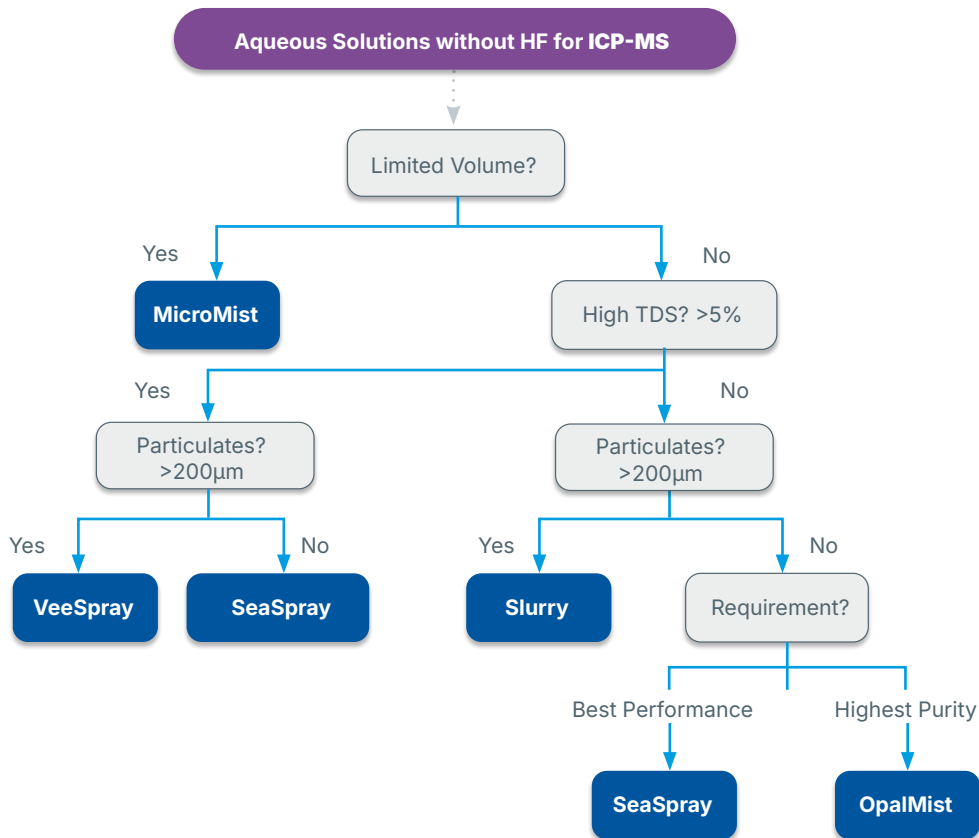 Aqueous Solutions without HF for ICP-MS
Limited Volume?
Yes
No
MicroMist
High TDS? >5%
Yes
No
Particulates?
>200µm
Particulates?
>200µm
Yes
No
Yes
No
VeeSpray
SeaSpray
Slurry
Requirement?
Best Performance
Highest Purity
SeaSpray
OpalMist